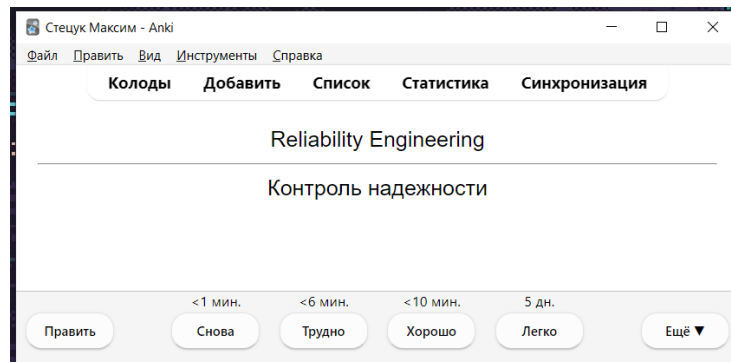 Стецук Максим - Anki
Файл Править Вид Инструменты Справка
Колоды Добавить Список Статистика Синхронизация
Reliability Engineering
Контроль надежности
<1 мин. <6 мин. <10 мин. 5 дн.
Править Снова Трудно Хорошо Легко Ещё ▼